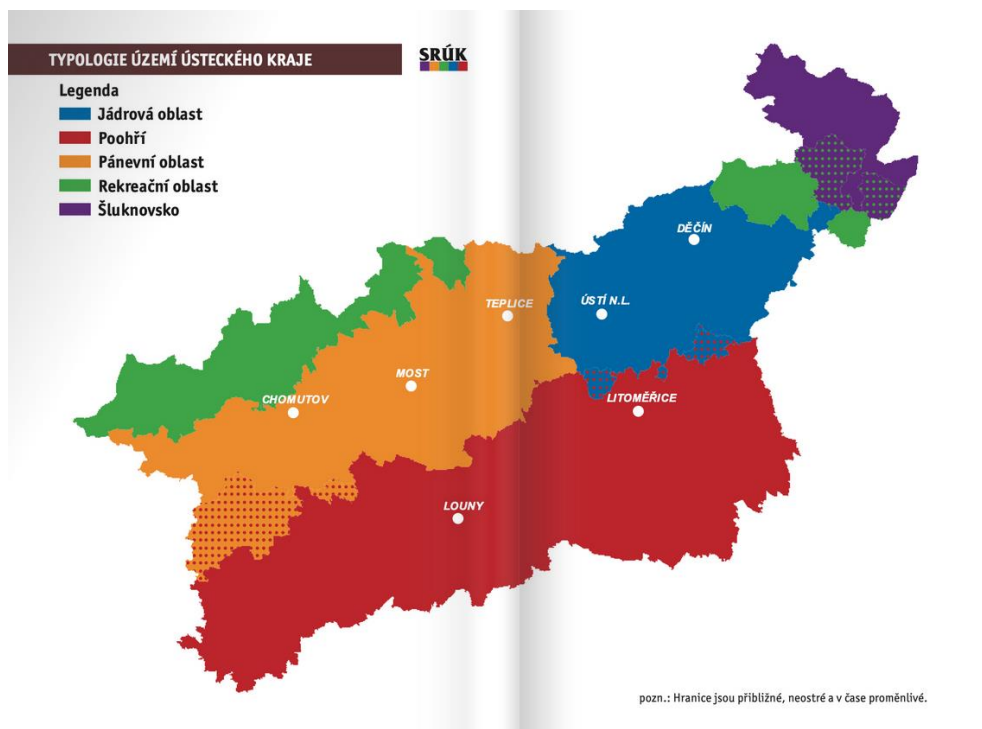 TYPOLOGIE ÚZEMÍ ÚSTECKÉHO KRAJE
SRÚK
Legenda
Jádrová oblast
Poohří
Pánevní oblast
Rekreační oblast
Šluknovsko
DĚČÍN
TEPLICE
ÚSTÍ N.L.
MOST
CHOMUTOV
LITOMĚŘICE
LOUNY
pozn.: Hranice jsou přibližné, neostré a v čase proměnlivé.